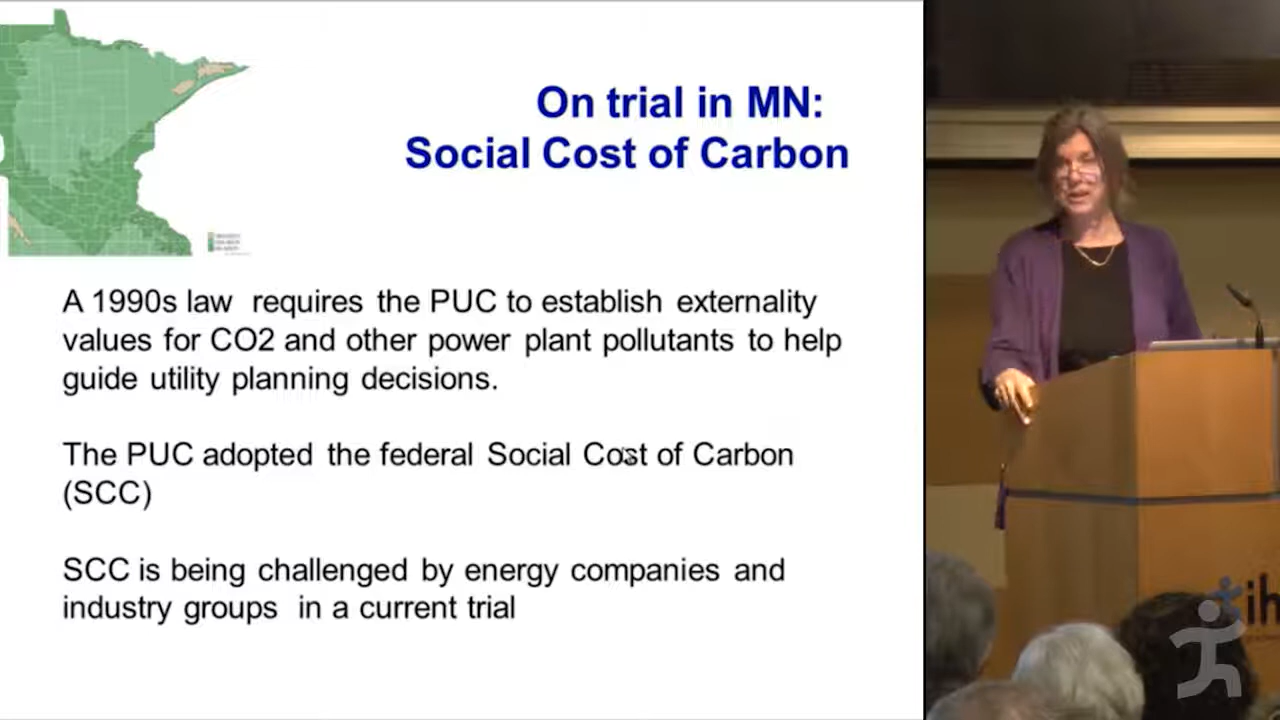 On trial in MN:
Social Cost of Carbon
A 1990s law requires the PUC to establish externality
values for CO2 and other power plant pollutants to help
guide utility planning decisions.
The PUC adopted the federal Social Cost of Carbon
(SCC)
SCC is being challenged by energy companies and
industry groups in a current trial